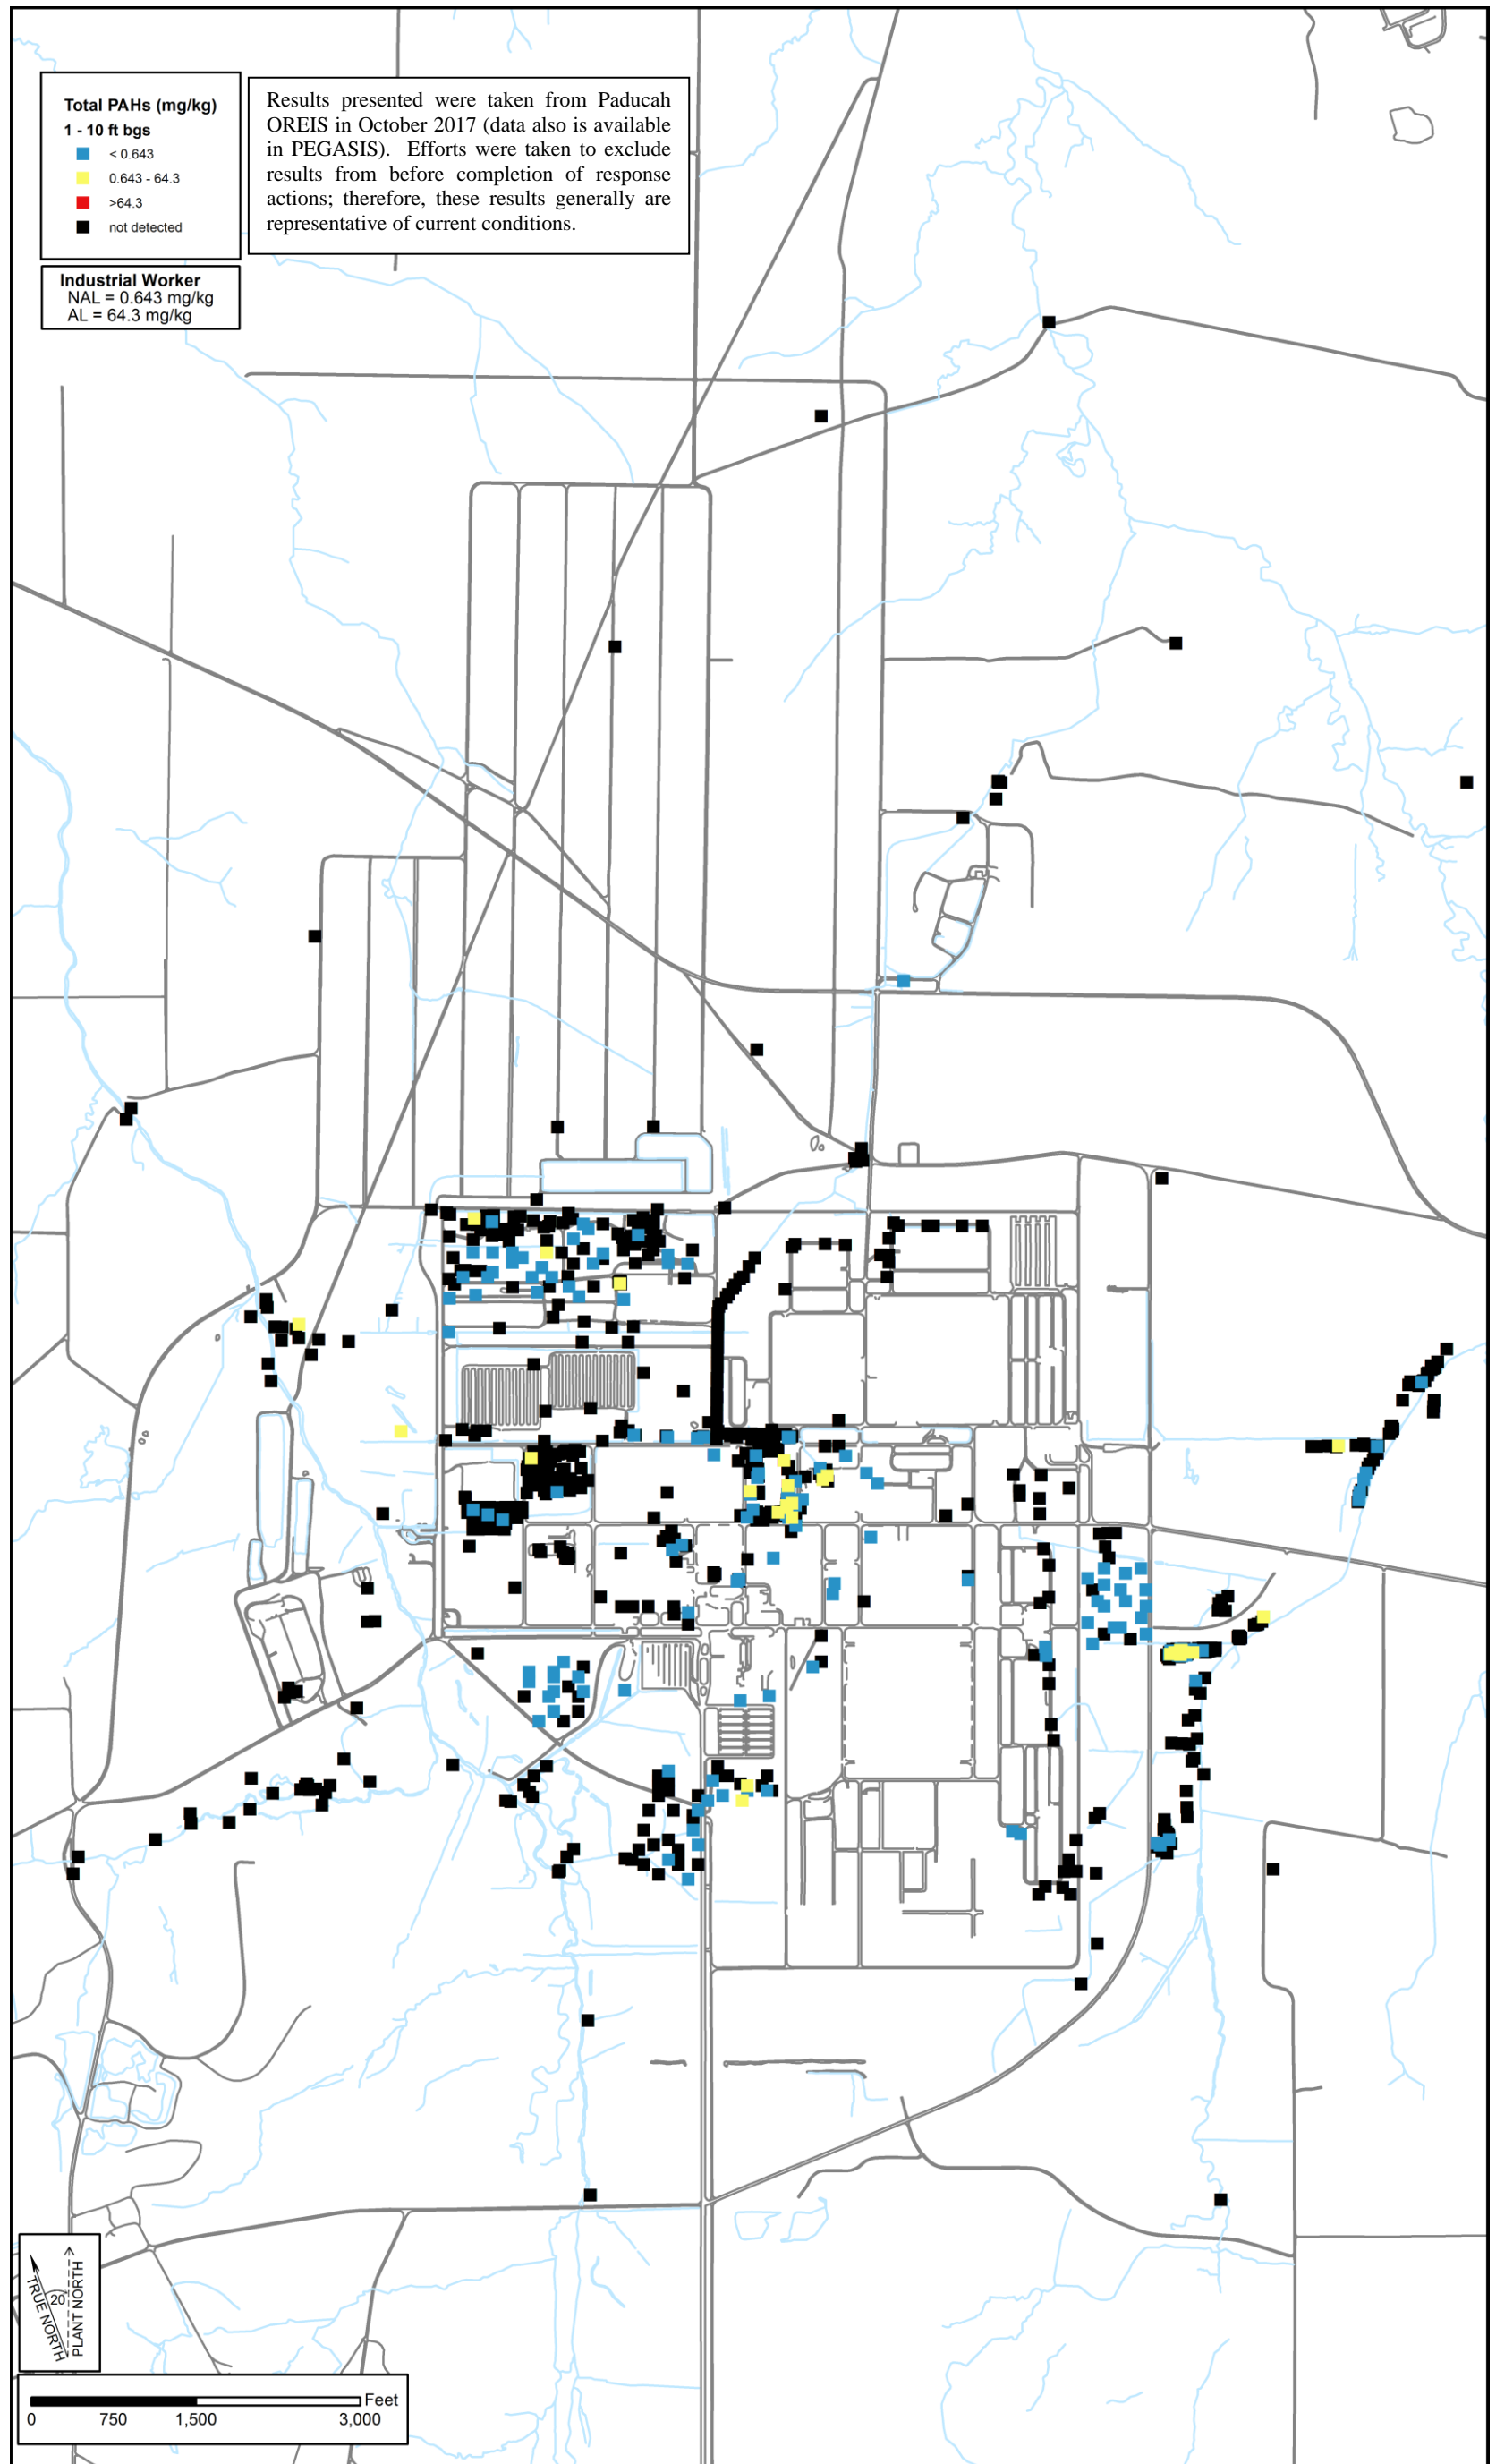 Total PAHs (mg/kg)
1 - 10 ft bgs
< 0.643
0.643 - 64.3
>64.3
not detected
Results presented were taken from Paducah
OREIS in October 2017 (data also is available
in PEGASIS). Efforts were taken to exclude
results from before completion of response
actions; therefore, these results generally are
representative of current conditions.
Industrial Worker
NAL = 0.643 mg/kg
AL = 64.3 mg/kg
TRUE NORTH
20
PLANT NORTH
Feet
0 750 1,500 3,000